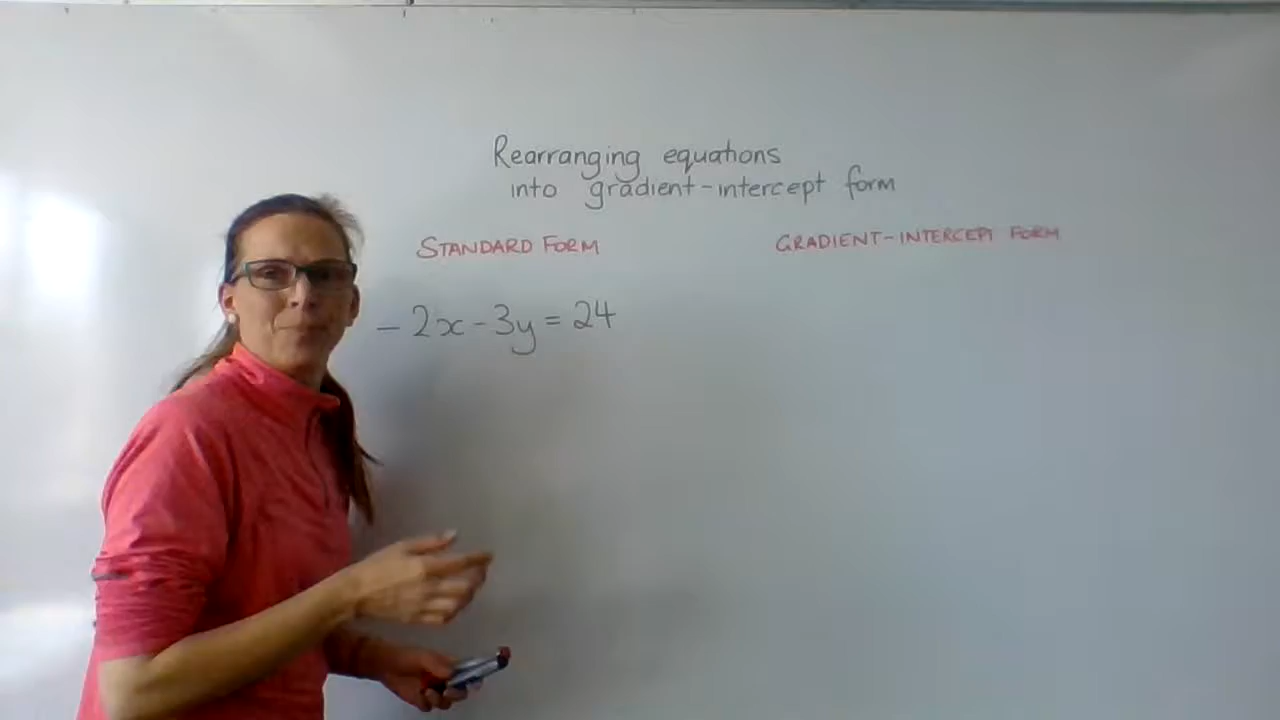 Rearranging equations
into gradient-intercept form
STANDARD FORM
GRADIENT-INTERCEPT FORM
- 2x - 3y = 24